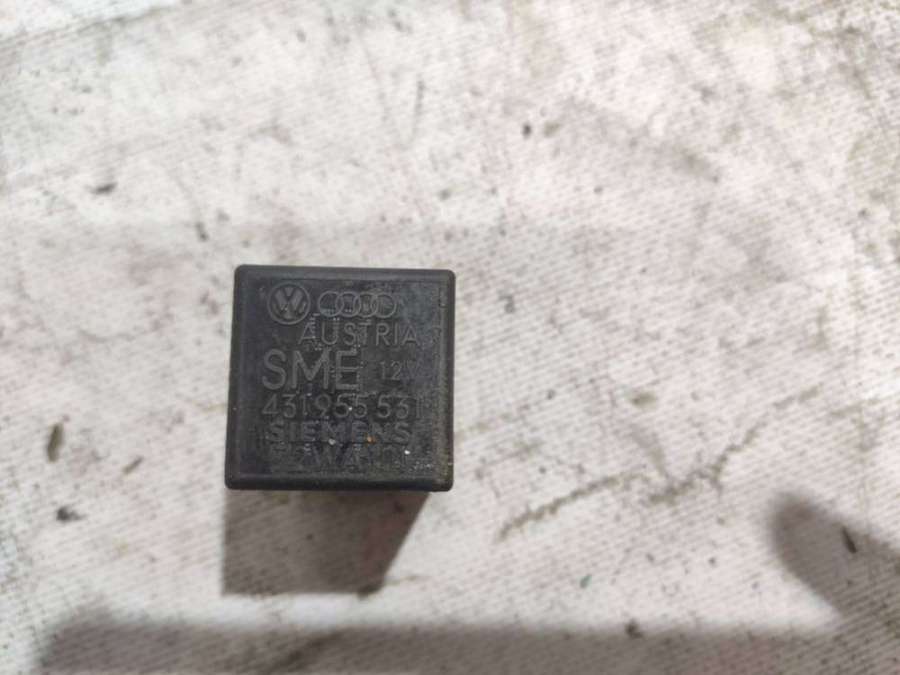 AUSTRIA
SME 12V
431 955 531
SIEMENS